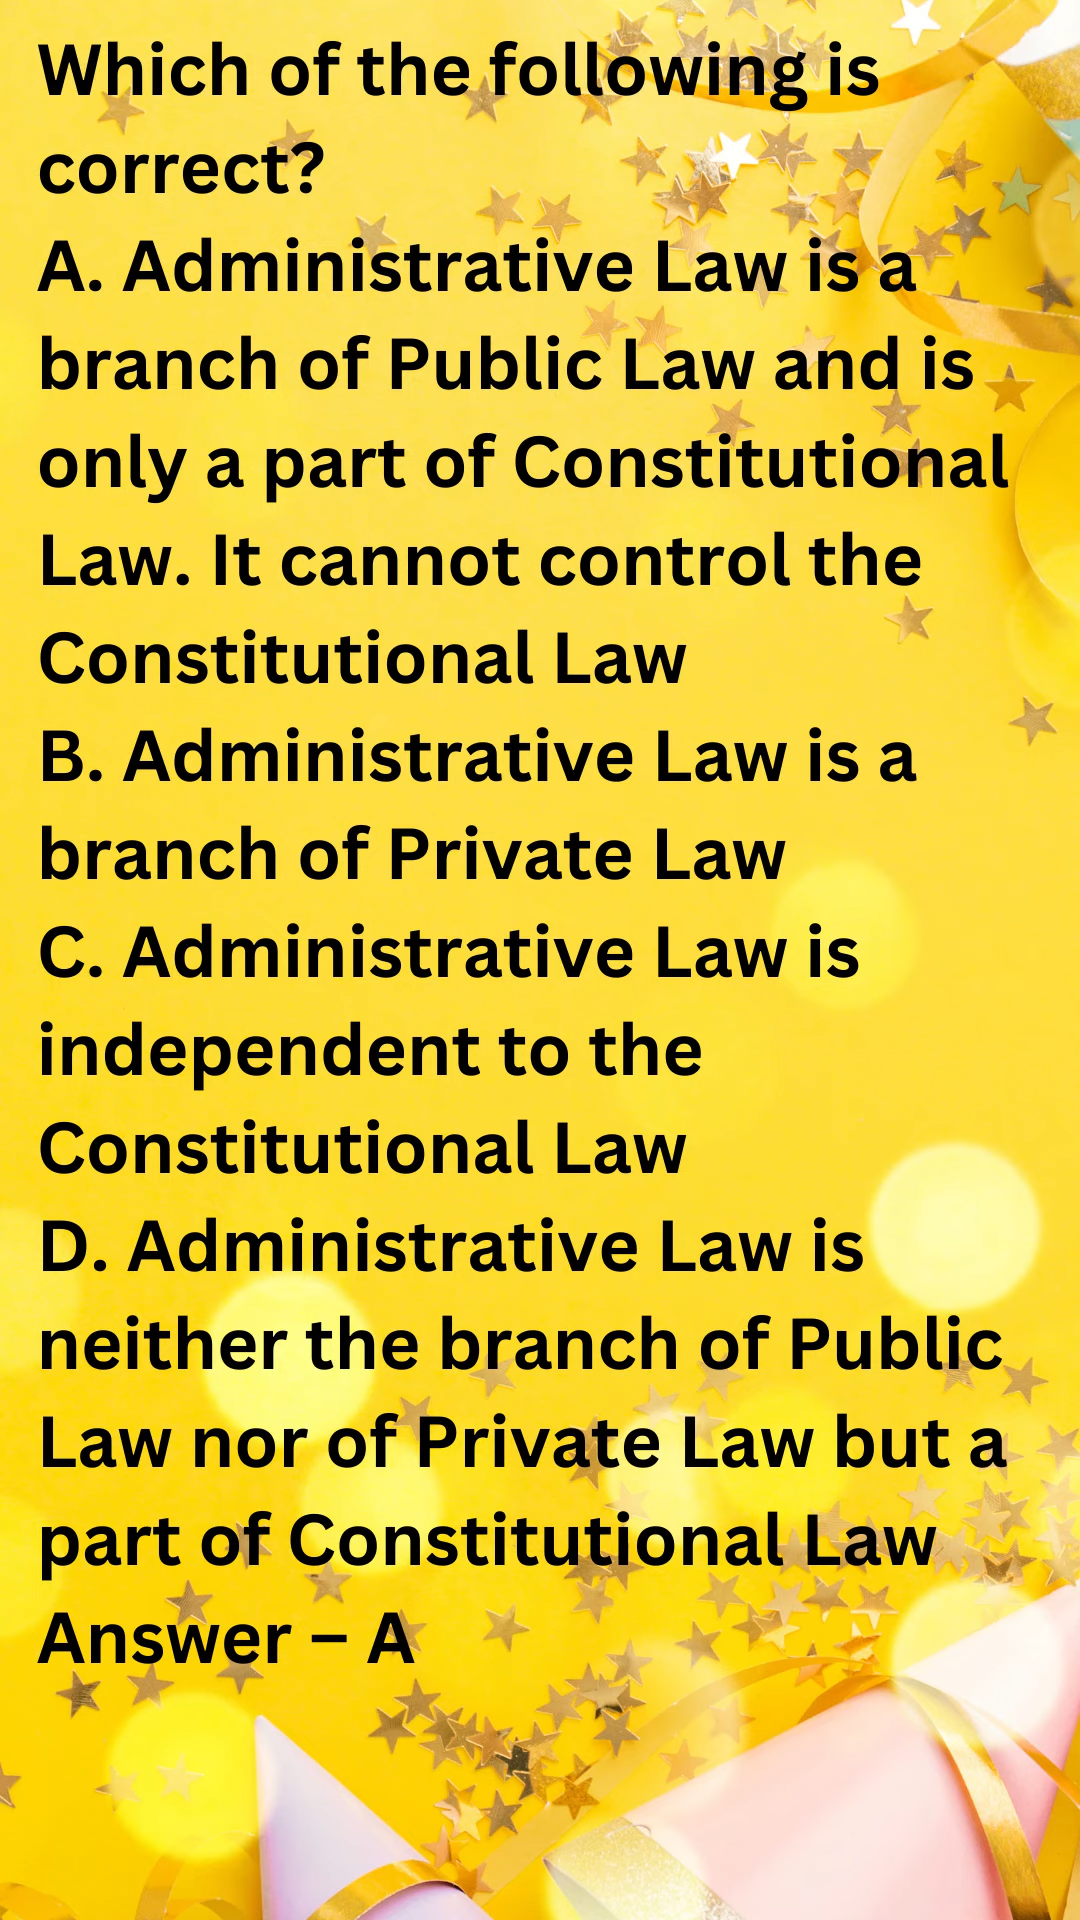 Which of the following is
correct?
A. Administrative Law is a
branch of Public Law and is
only a part of Constitutional
Law. It cannot control the
Constitutional Law
B. Administrative Law is a
branch of Private Law
C. Administrative Law is
independent to the
Constitutional Law
D. Administrative Law is
neither the branch of Public
Law nor of Private Law but a
part of Constitutional Law
Answer – A